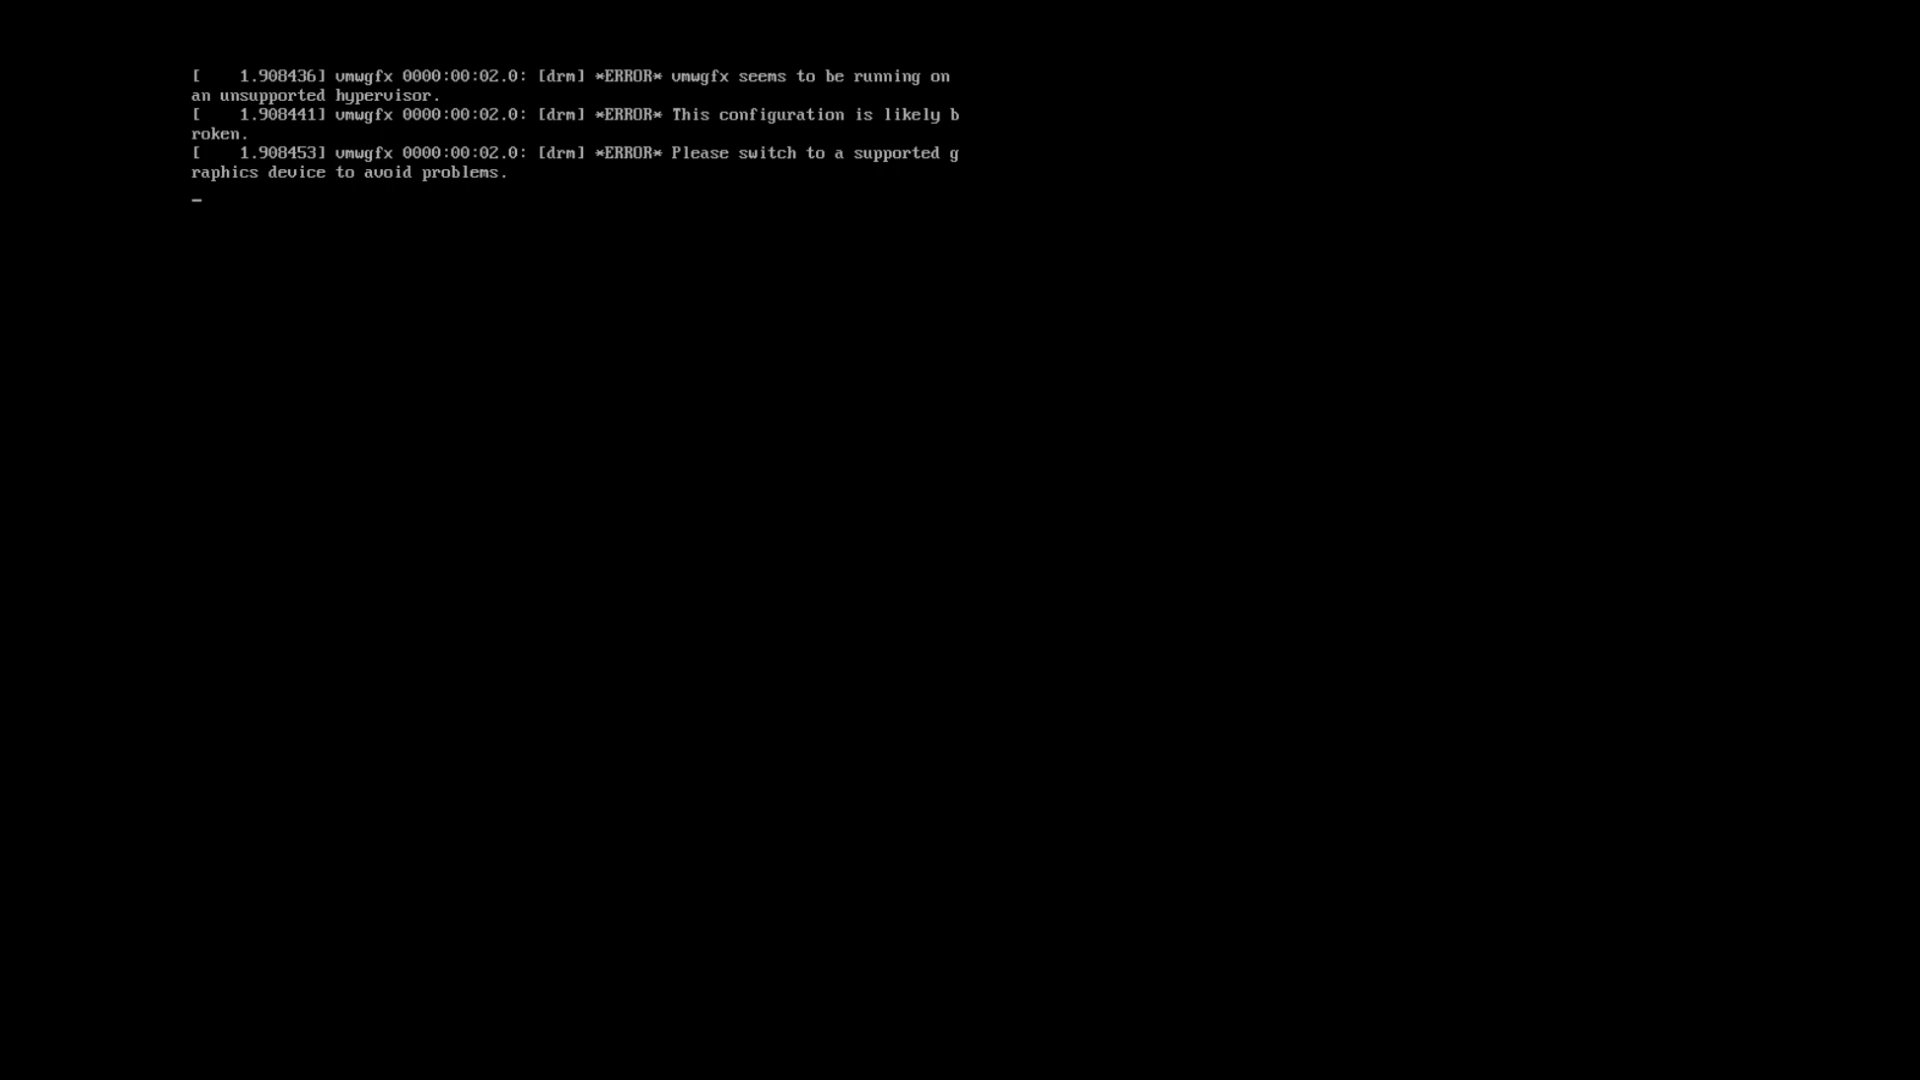 [    1.908436] vmwgfx 0000:00:02.0: [drm] *ERROR* vmwgfx seems to be running on
an unsupported hypervisor.
[    1.908441] vmwgfx 0000:00:02.0: [drm] *ERROR* This configuration is likely b
roken.
[    1.908453] vmwgfx 0000:00:02.0: [drm] *ERROR* Please switch to a supported g
raphics device to avoid problems.
_